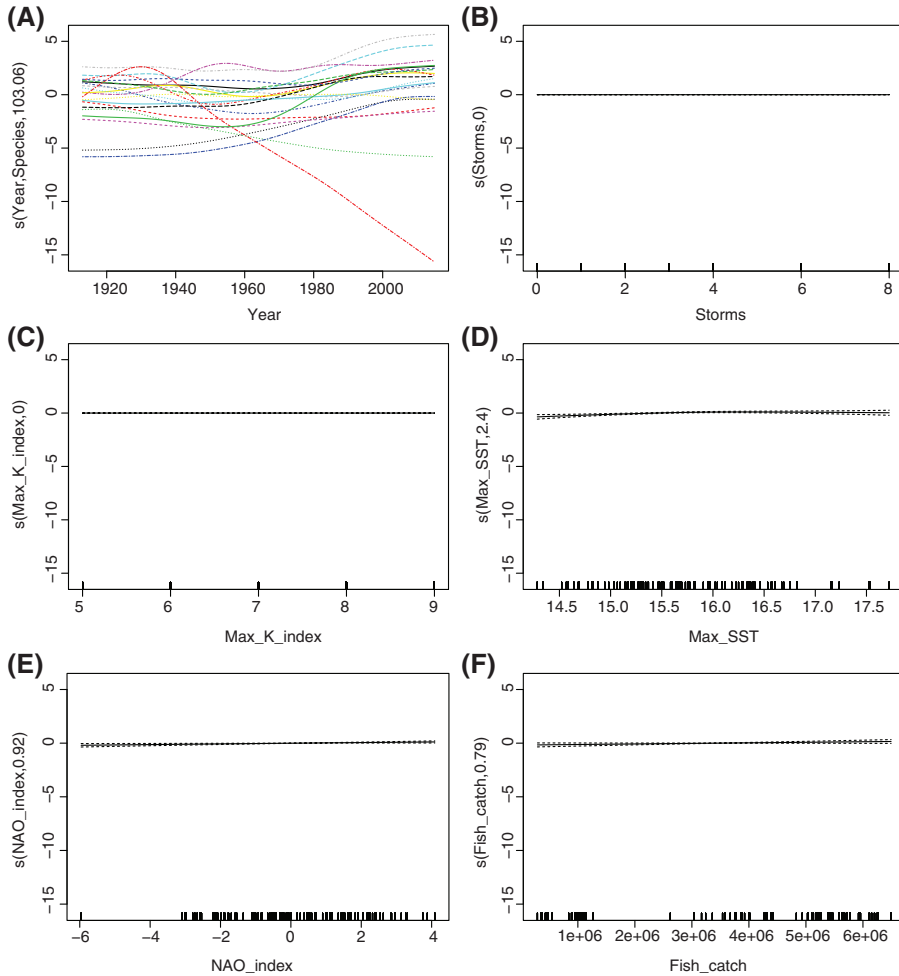 (A)
s(Year,Species,103.06)
5
0
−5
−10
−15
1920 1940 1960 1980 2000
Year
(B)
s(Storms,0)
5
0
−5
−10
−15
0 2 4 6 8
Storms
(C)
s(Max_K_index,0)
5
0
−5
−10
−15
5 6 7 8 9
Max_K_index
(D)
s(Max_SST,2.4)
5
0
−5
−10
−15
14.5 15.0 15.5 16.0 16.5 17.0 17.5
Max_SST
(E)
s(NAO_index,0.92)
5
0
−5
−10
−15
−6 −4 −2 0 2 4
NAO_index
(F)
s(Fish_catch,0.79)
5
0
−5
−10
−15
1e+06 2e+06 3e+06 4e+06 5e+06 6e+06
Fish_catch